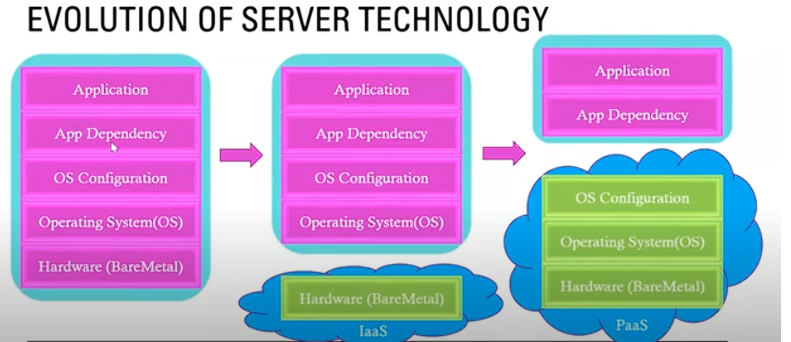 EVOLUTION OF SERVER TECHNOLOGY
Application
App Dependency
OS Configuration
Operating System(OS)
Hardware (BareMetal)
Application
App Dependency
OS Configuration
Operating System(OS)
Hardware (BareMetal)
IaaS
Application
App Dependency
OS Configuration
Operating System(OS)
Hardware (BareMetal)
PaaS